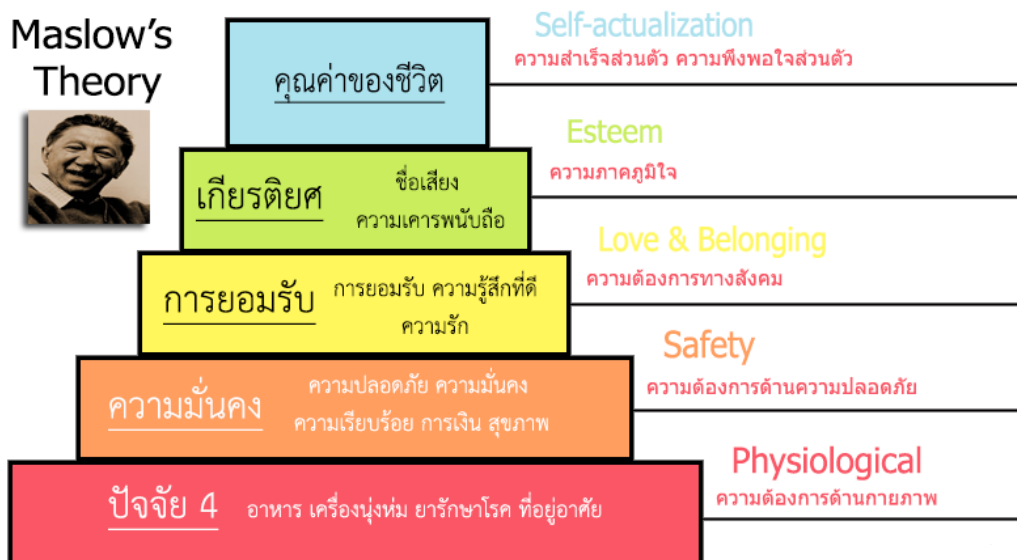 Maslow's
Theory
Self-actualization
ความสำเร็จส่วนตัว ความพึงพอใจส่วนตัว
คุณค่าของชีวิต
Esteem
ความภาคภูมิใจ
เกียรติยศ
ชื่อเสียง
ความเคารพนับถือ
Love & Belonging
ความต้องการทางสังคม
การยอมรับ
การยอมรับ ความรู้สึกที่ดี
ความรัก
Safety
ความต้องการด้านความปลอดภัย
ความมั่นคง
ความปลอดภัย ความมั่นคง
ความเรียบร้อย การเงิน สุขภาพ
Physiological
ความต้องการด้านกายภาพ
ปัจจัย 4
อาหาร เครื่องนุ่งห่ม ยารักษาโรค ที่อยู่อาศัย